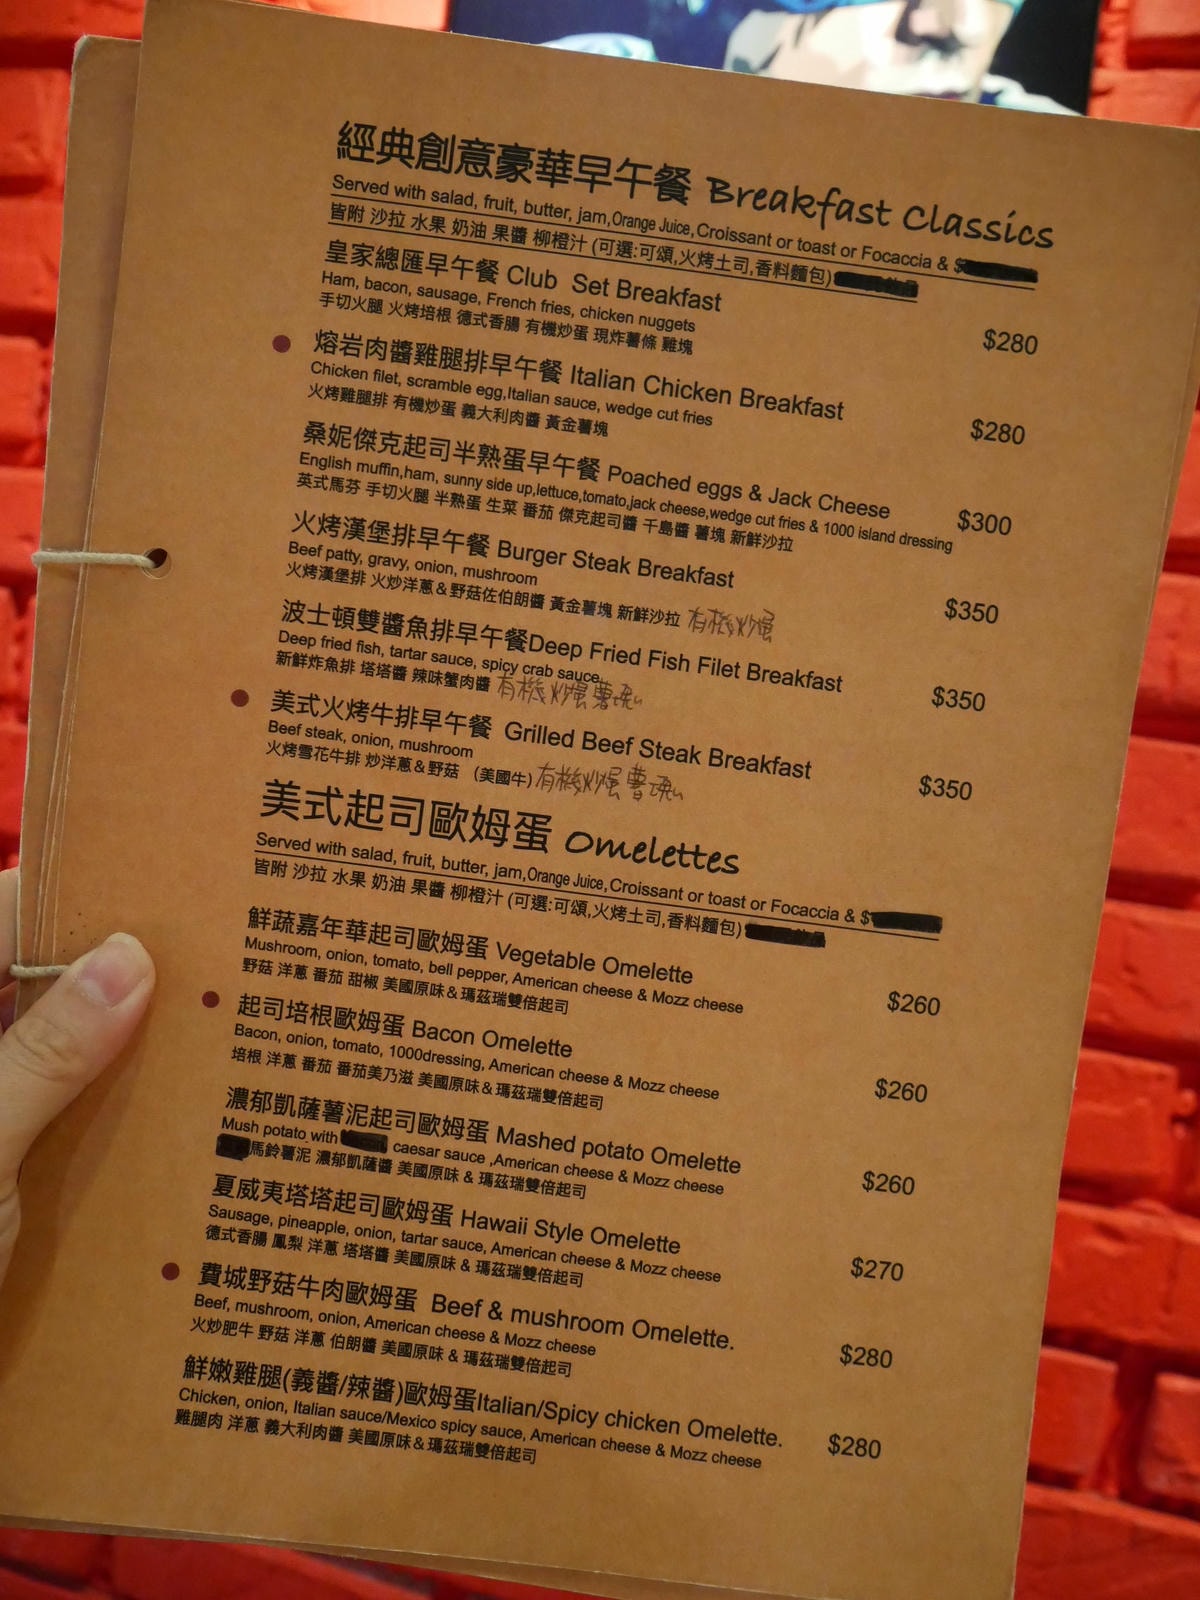 經典創意豪華早午餐 Breakfast Classics
Served with salad, fruit, butter, jam,Orange Juice,Croissant or toast or Focaccia & $
皆附 沙拉 水果 奶油 果醬 柳橙汁 (可選:可頌,火烤土司,香料麵包)
皇家總匯早午餐 Club Set Breakfast $280
Ham, bacon, sausage, French fries, chicken nuggets
手切火腿 火烤培根 德式香腸 有機炒蛋 現炸薯條 雞塊
熔岩肉醬雞腿排早午餐 Italian Chicken Breakfast $280
Chicken filet, scramble egg,Italian sauce, wedge cut fries
火烤雞腿排 有機炒蛋 義大利肉醬 黃金薯塊
桑妮傑克起司半熟蛋早午餐 Poached eggs & Jack Cheese $300
English muffin,ham, sunny side up,lettuce,tomato,jack cheese,wedge cut fries & 1000 island dressing
英式馬芬 手切火腿 半熟蛋 生菜 番茄 傑克起司醬 千島醬 薯塊 新鮮沙拉
火烤漢堡排早午餐 Burger Steak Breakfast $350
Beef patty, gravy, onion, mushroom
火烤漢堡排 火炒洋蔥&野菇佐伯朗醬 黃金薯塊 新鮮沙拉 有機炒蛋
波士頓雙醬魚排早午餐Deep Fried Fish Filet Breakfast $350
Deep fried fish, tartar sauce, spicy crab sauce,
新鮮炸魚排 塔塔醬 辣味蟹肉醬 有機炒蛋 薯塊
美式火烤牛排早午餐 Grilled Beef Steak Breakfast $350
Beef steak, onion, mushroom
火烤雪花牛排 炒洋蔥&野菇 (美國牛) 有機炒蛋 薯塊
美式起司歐姆蛋 Omelettes
Served with salad, fruit, butter, jam,Orange Juice,Croissant or toast or Focaccia & $
皆附 沙拉 水果 奶油 果醬 柳橙汁 (可選:可頌,火烤土司,香料麵包)
鮮蔬嘉年華起司歐姆蛋 Vegetable Omelette $260
Mushroom, onion, tomato, bell pepper, American cheese & Mozz cheese
野菇 洋蔥 番茄 甜椒 美國原味&瑪茲瑞雙倍起司
起司培根歐姆蛋 Bacon Omelette $260
Bacon, onion, tomato, 1000dressing, American cheese & Mozz cheese
培根 洋蔥 番茄 番茄美乃滋 美國原味&瑪茲瑞雙倍起司
濃郁凱薩薯泥起司歐姆蛋 Mashed potato Omelette $260
Mush potato with caesar sauce ,American cheese & Mozz cheese
馬鈴薯泥 濃郁凱薩醬 美國原味 & 瑪茲瑞雙倍起司
夏威夷塔塔起司歐姆蛋 Hawaii Style Omelette $270
Sausage, pineapple, onion, tartar sauce, American cheese & Mozz cheese
德式香腸 鳳梨 洋蔥 塔塔醬 美國原味 & 瑪茲瑞雙倍起司
費城野菇牛肉歐姆蛋 Beef & mushroom Omelette. $280
Beef, mushroom, onion, American cheese & Mozz cheese
火炒肥牛 野菇 洋蔥 伯朗醬 美國原味 & 瑪茲瑞雙倍起司
鮮嫩雞腿(義醬/辣醬)歐姆蛋Italian/Spicy chicken Omelette. $280
Chicken, onion, Italian sauce/Mexico spicy sauce, American cheese & Mozz cheese
雞腿肉 洋蔥 義大利肉醬 美國原味&瑪茲瑞雙倍起司